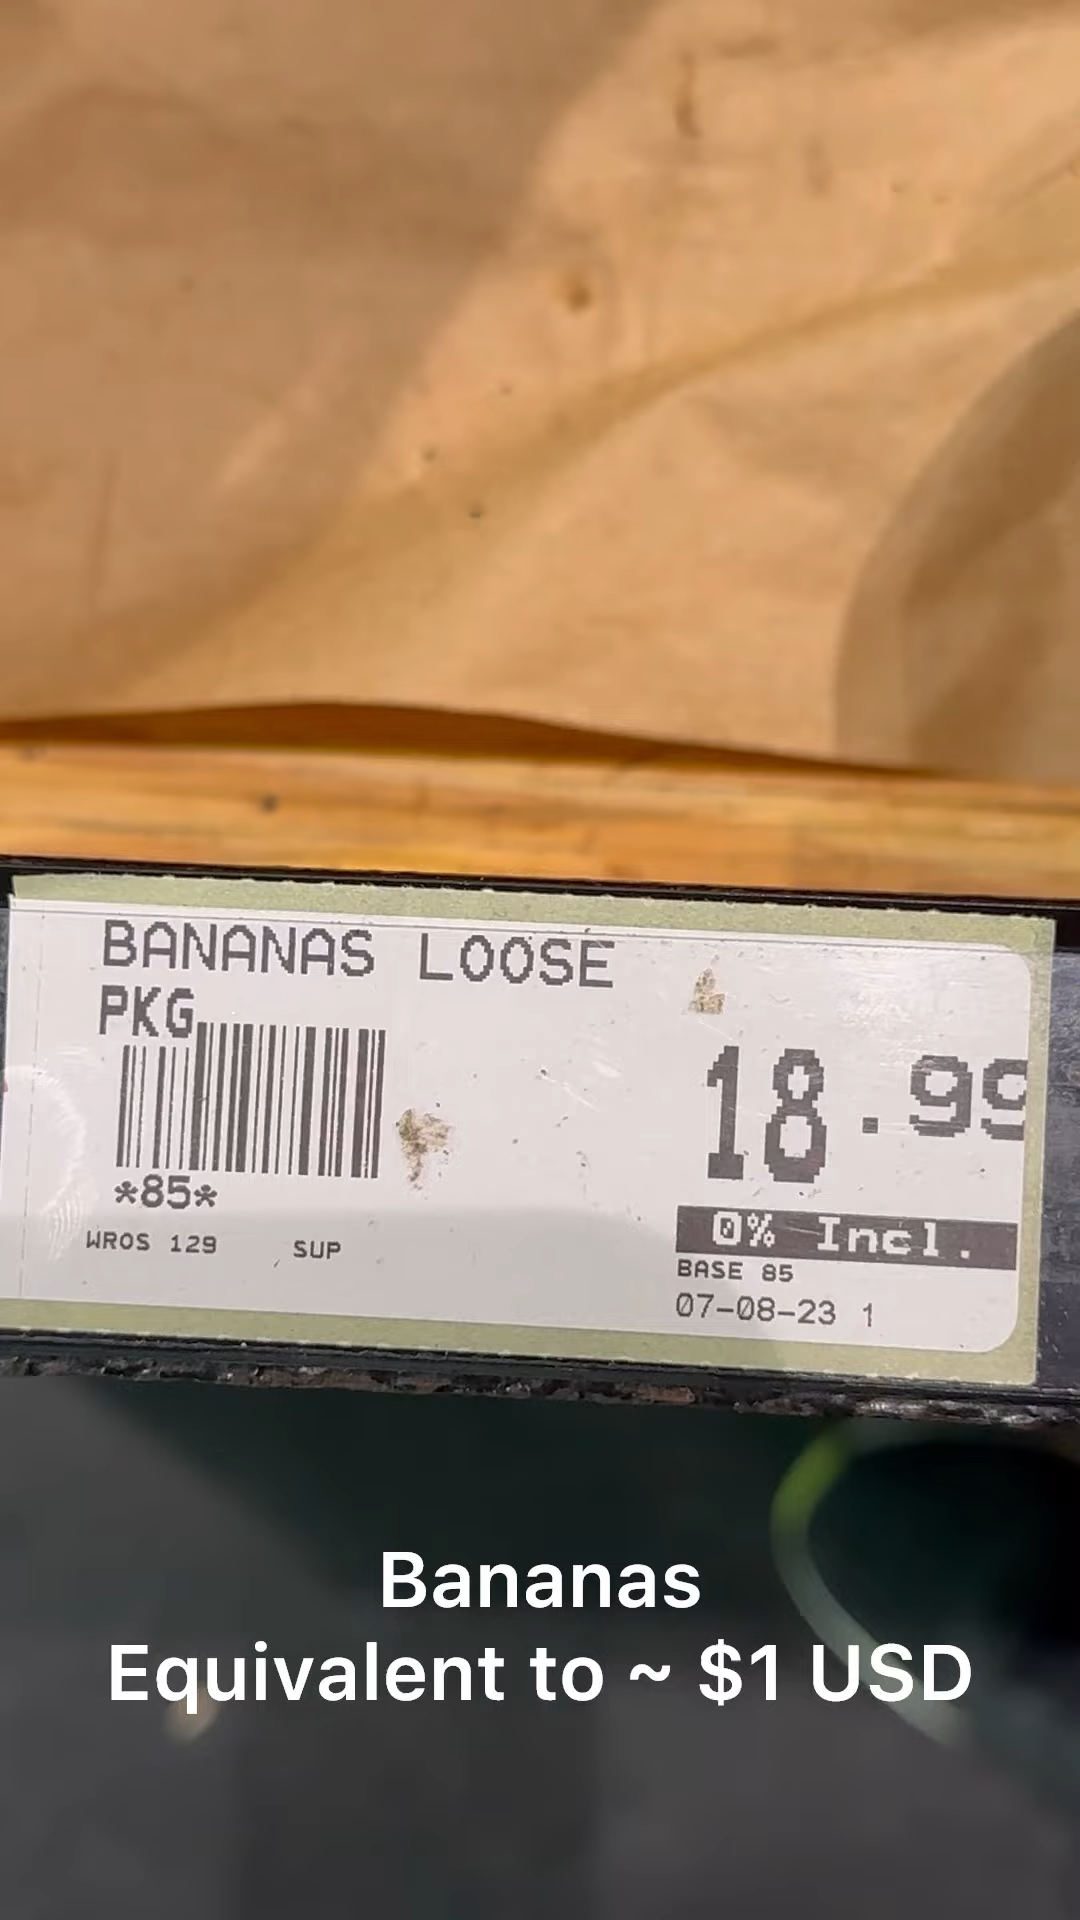 BANANAS LOOSE
PKG
18.99
*85*
0% Incl.
WROS 129 SUP
BASE 85
07-08-23 1
Bananas
Equivalent to ~ $1 USD